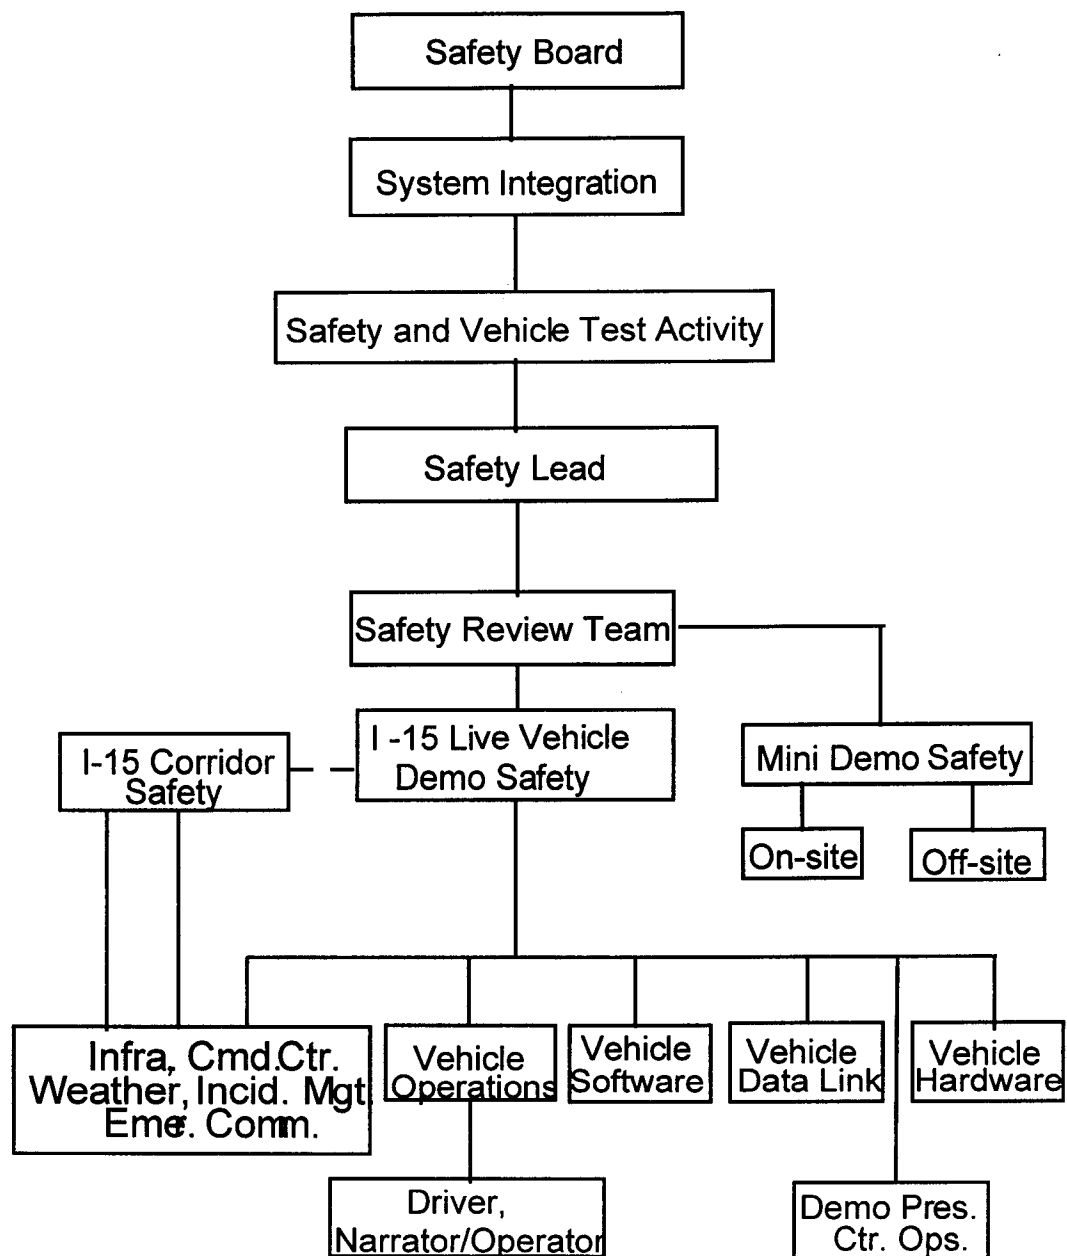 Safety Board
System Integration
Safety and Vehicle Test Activity
Safety Lead
Safety Review Team
I-15 Corridor
Safety
I -15 Live Vehicle
Demo Safety
Mini Demo Safety
On-site
Off-site
Infra, Cmd.Ctr.
Weather, Incid. Mgt
Emer. Comm.
Vehicle
Operations
Vehicle
Software
Vehicle
Data Link
Vehicle
Hardware
Driver,
Narrator/Operator
Demo Pres.
Ctr. Ops.